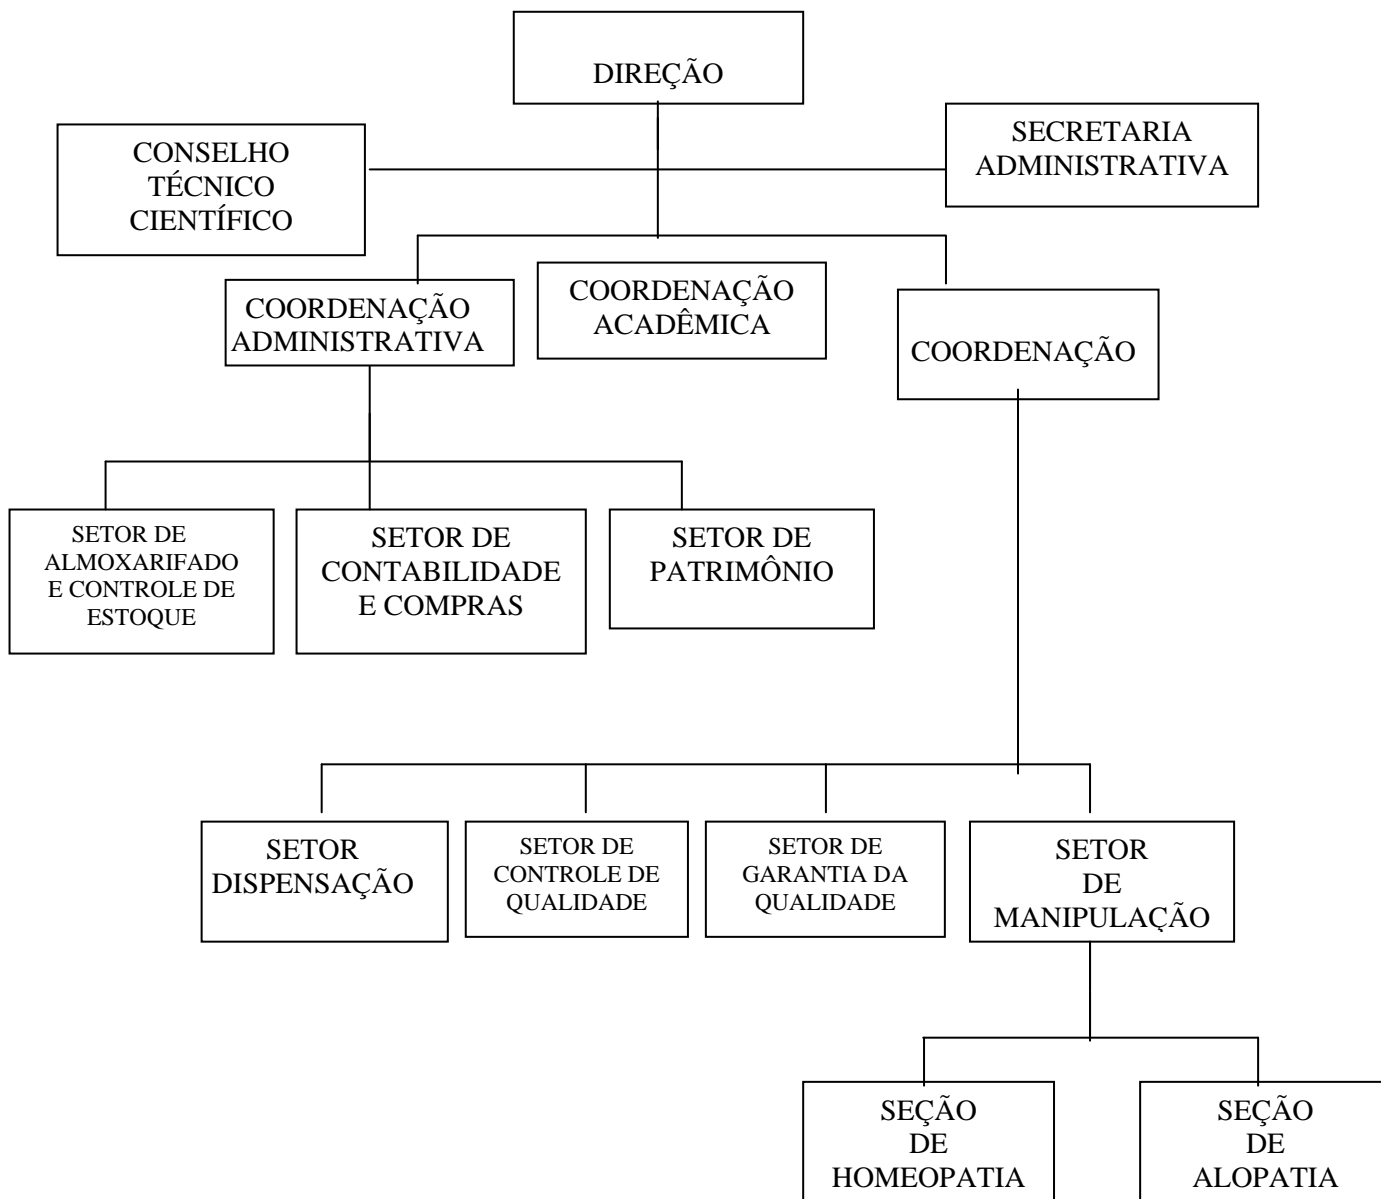 DIREÇÃO
CONSELHO
TÉCNICO
CIENTÍFICO
SECRETARIA
ADMINISTRATIVA
COORDENAÇÃO
ADMINISTRATIVA
COORDENAÇÃO
ACADÊMICA
COORDENAÇÃO
SETOR DE
ALMOXARIFADO
E CONTROLE DE
ESTOQUE
SETOR DE
CONTABILIDADE
E COMPRAS
SETOR DE
PATRIMÔNIO
SETOR
DISPENSAÇÃO
SETOR DE
CONTROLE DE
QUALIDADE
SETOR DE
GARANTIA DA
QUALIDADE
SETOR
DE
MANIPULAÇÃO
SEÇÃO
DE
HOMEOPATIA
SEÇÃO
DE
ALOPATIA